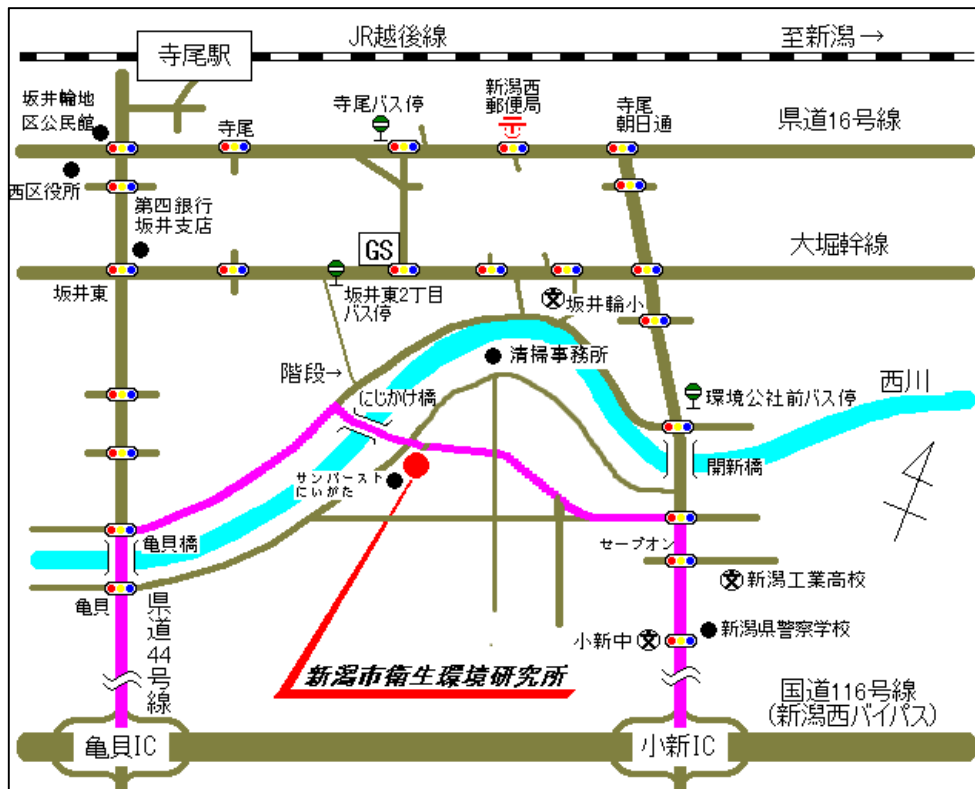 JR越後線
至新潟→
寺尾駅
坂井輪地
区公民館
寺尾
寺尾バス停
新潟西
郵便局
寺尾
朝日通
県道16号線
西区役所
第四銀行
坂井支店
GS
大堀幹線
坂井東
坂井東2丁目
バス停
坂井輪小
清掃事務所
階段→
にじかけ橋
環境公社前バス停
西川
開新橋
サンバースト
にいがた
亀貝橋
セーブオン
亀貝
県道44号線
新潟工業高校
小新中
新潟県警察学校
新潟市衛生環境研究所
国道116号線
(新潟西バイパス)
亀貝IC
小新IC